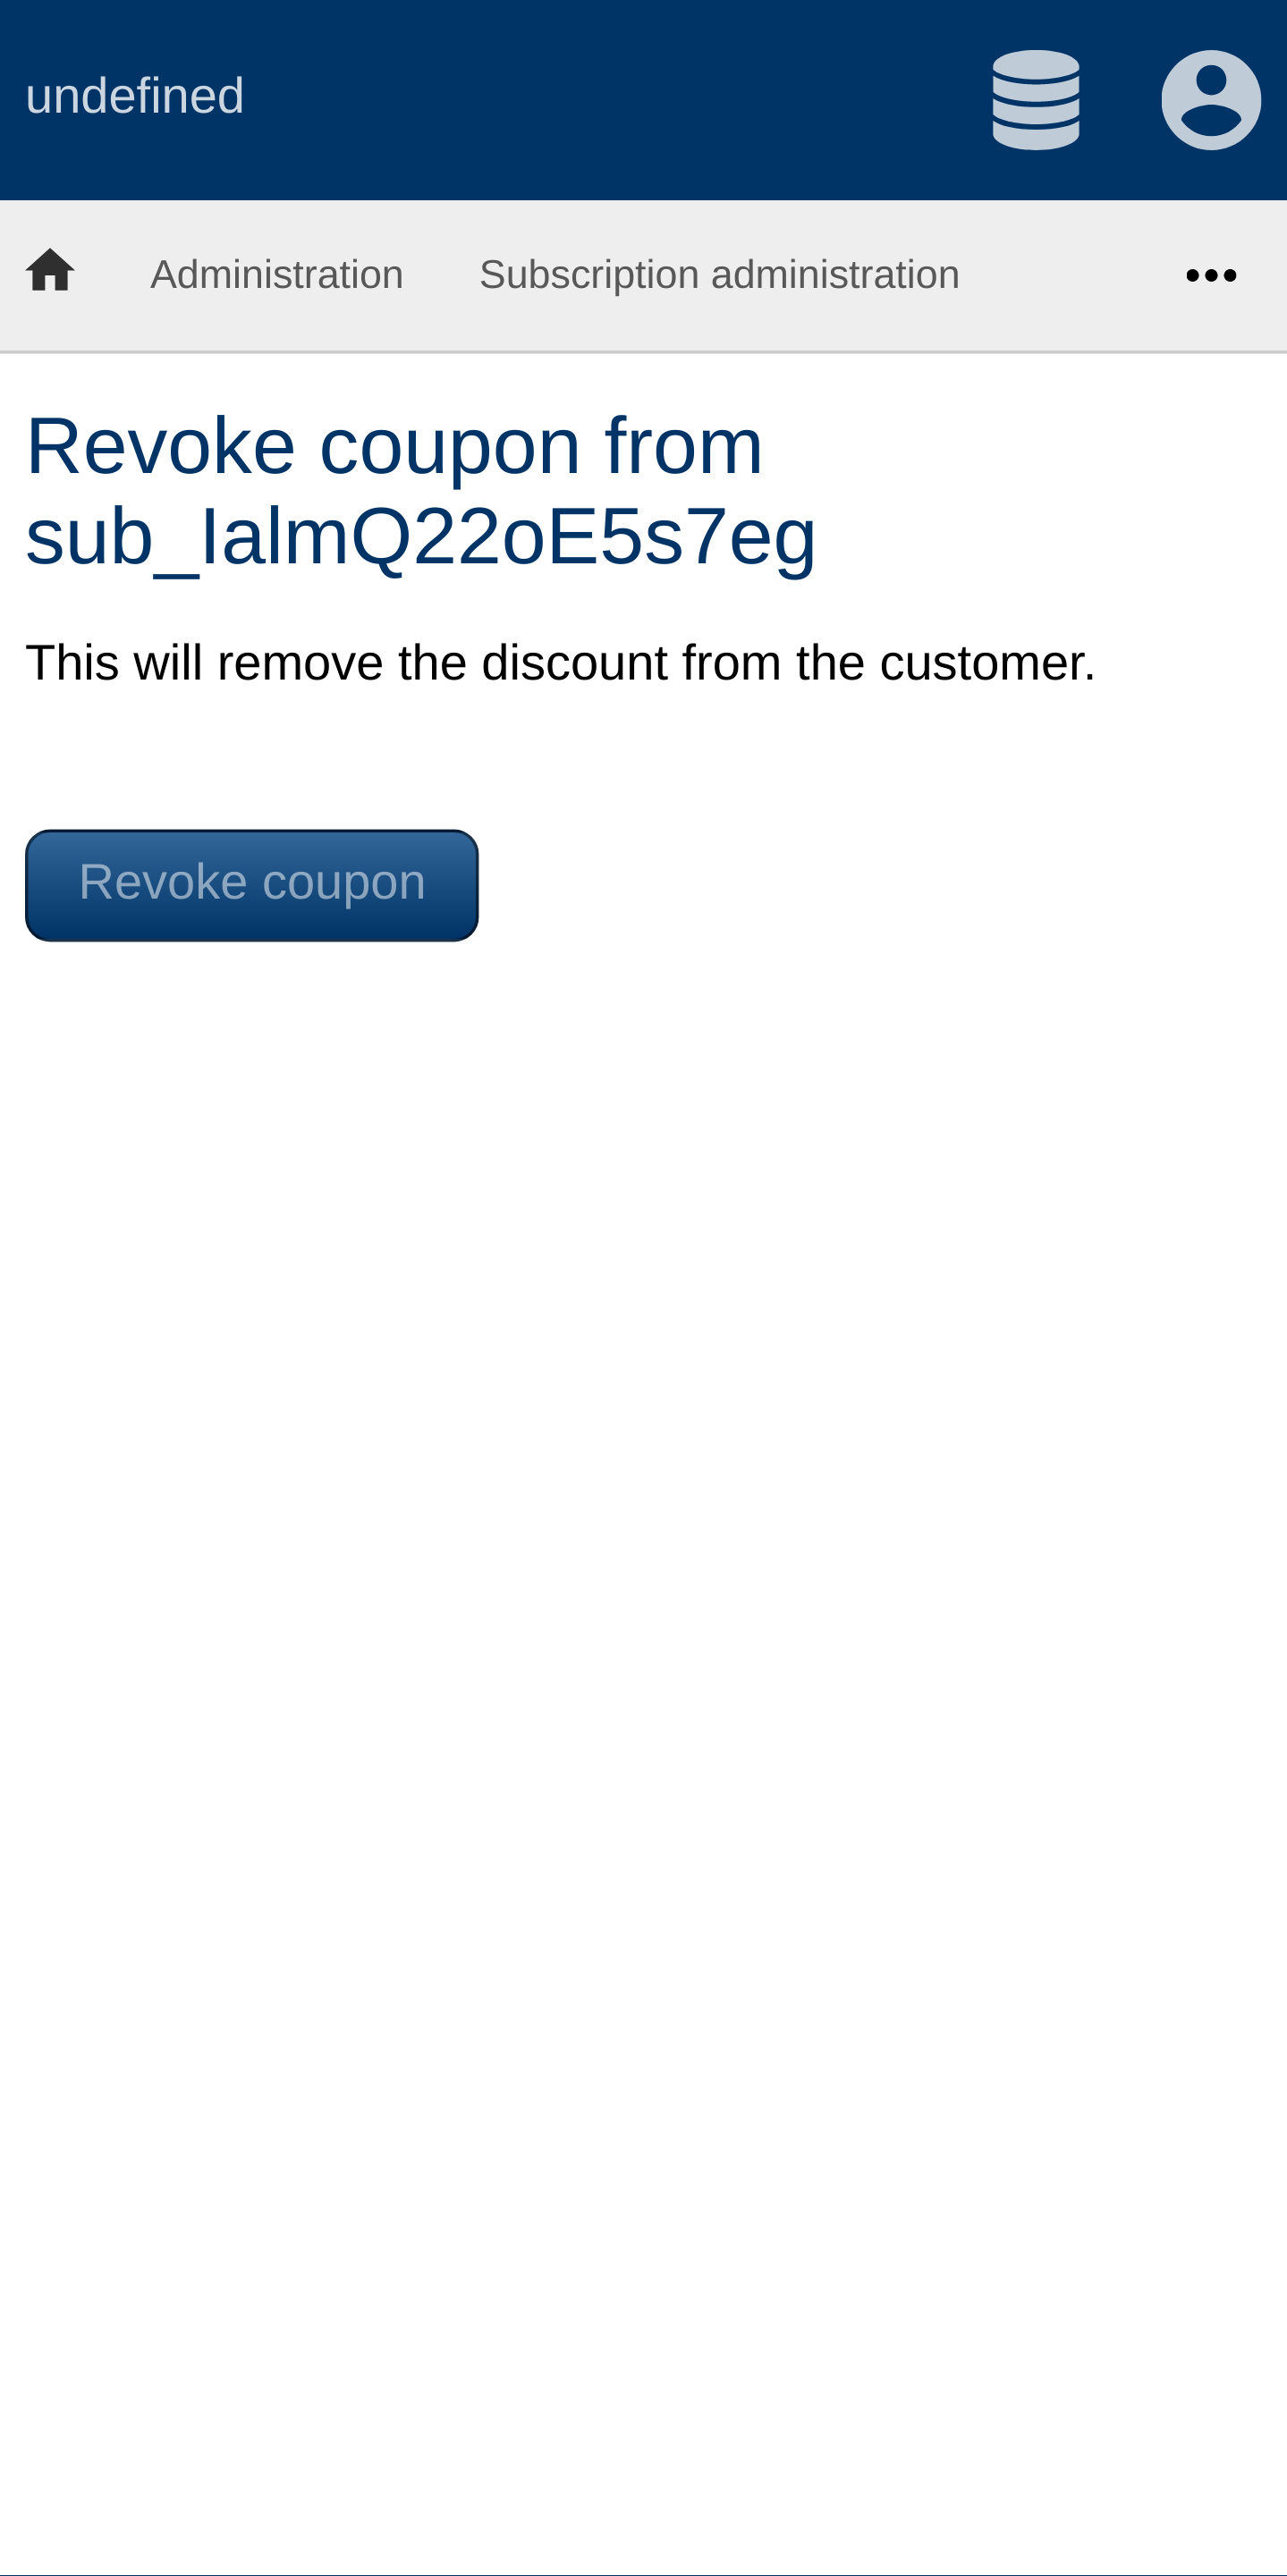 undefined
Administration Subscription administration
Revoke coupon from
sub_IalmQ22oE5s7eg
This will remove the discount from the customer.
Revoke coupon